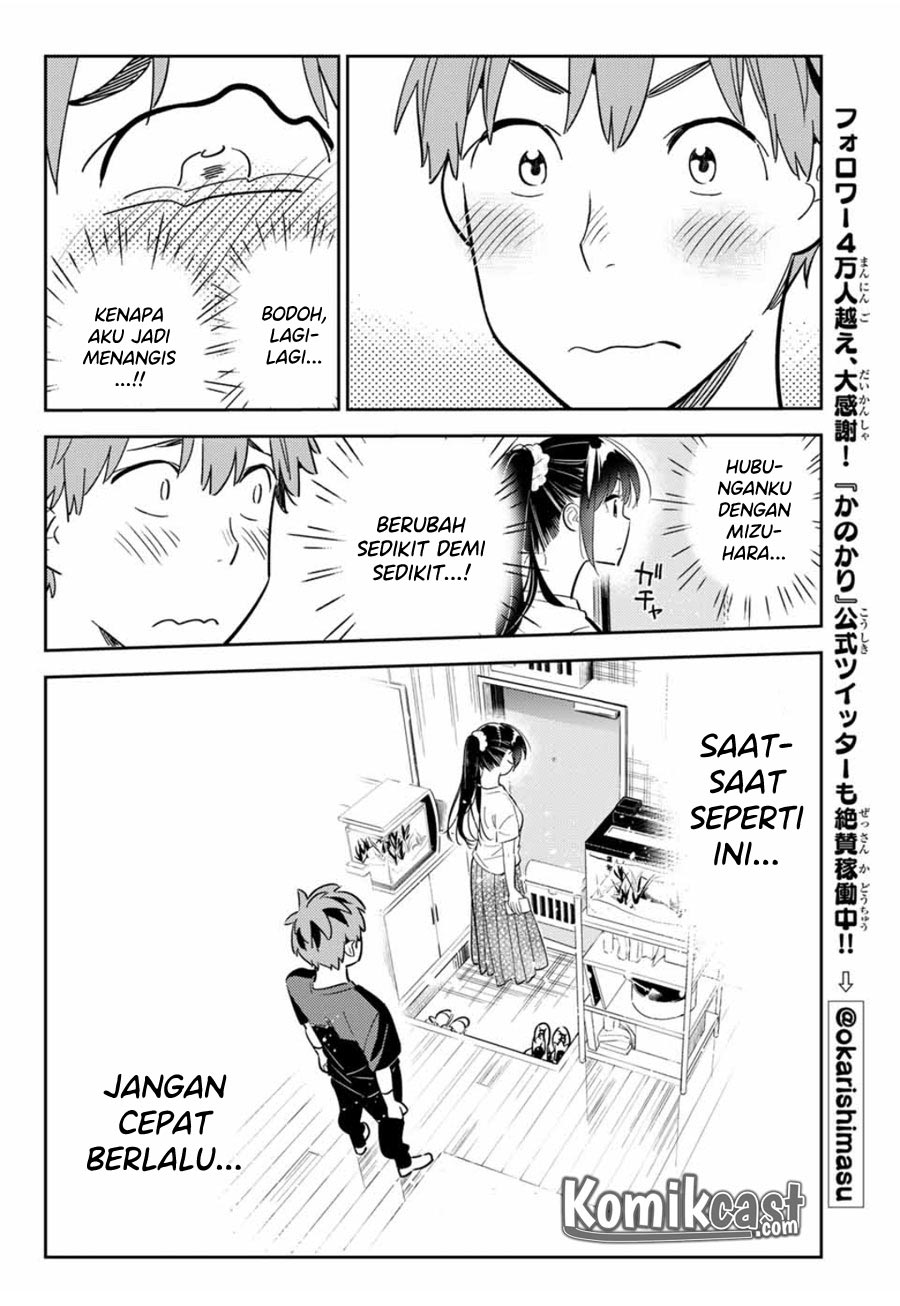 BODOH,
LAGI-
LAGI...
KENAPA
AKU JADI
MENANGIS
...!!
HUBU-
NGANKU
DENGAN
MIZU-
HARA...
ガチャ
BERUBAH
SEDIKIT DEMI
SEDIKIT...!
SAAT-
SAAT
SEPERTI
INI...
JANGAN
CEPAT
BERLALU...
フォロワー4万人越え、大感謝！『かのかり』公式ツイッターも絶賛稼働中!!⇨@okarishimasu
まんにん ご だいかんしゃ こうしき ぜっさん か どうちゅう
Komikcast.com